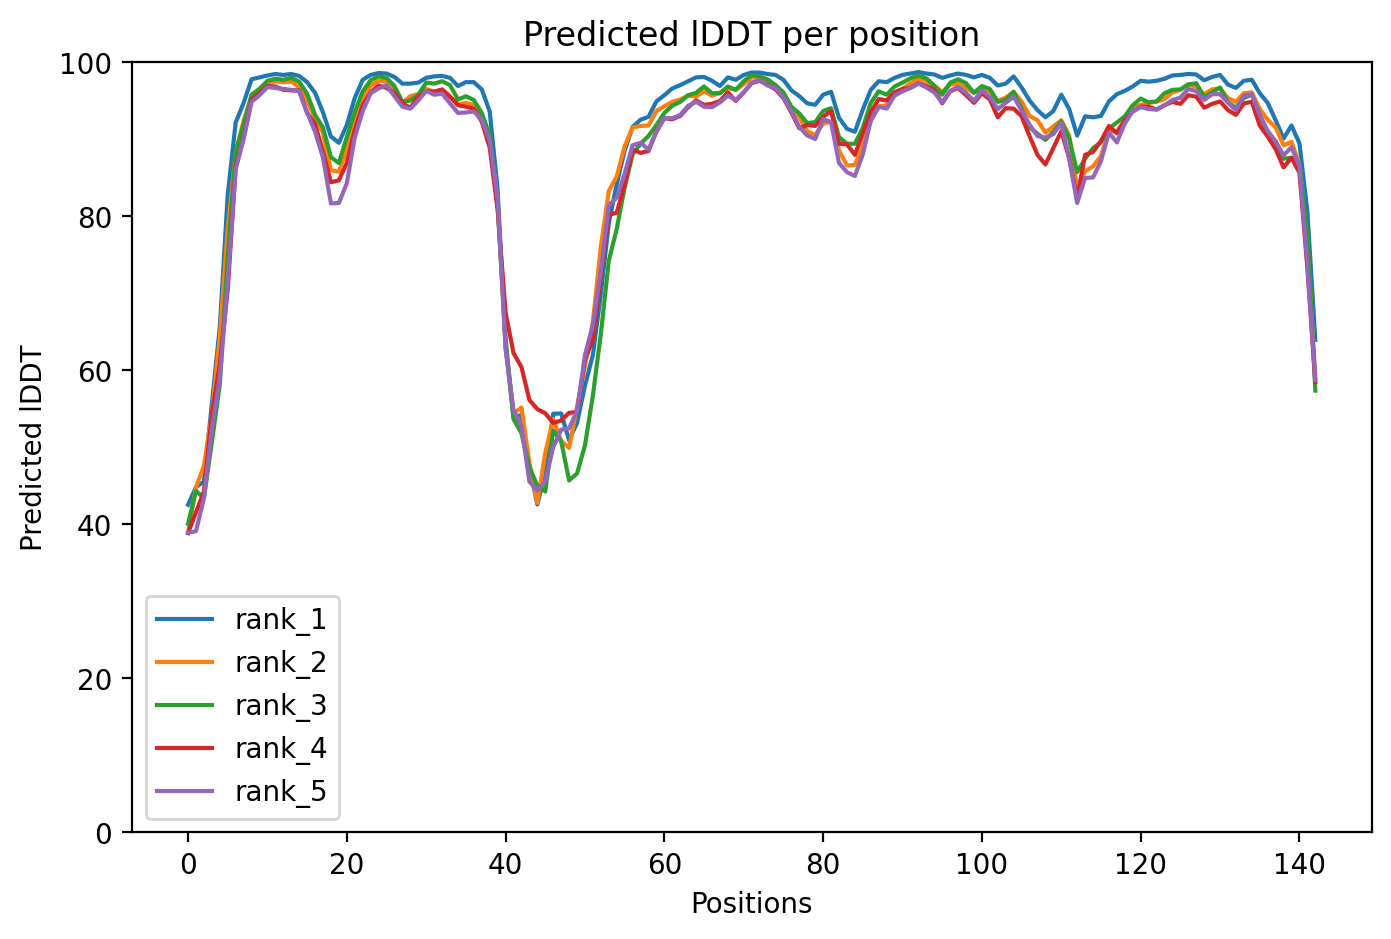 Predicted lDDT per position
100
80
60
40
20
0
Predicted lDDT
rank_1
rank_2
rank_3
rank_4
rank_5
0 20 40 60 80 100 120 140
Positions